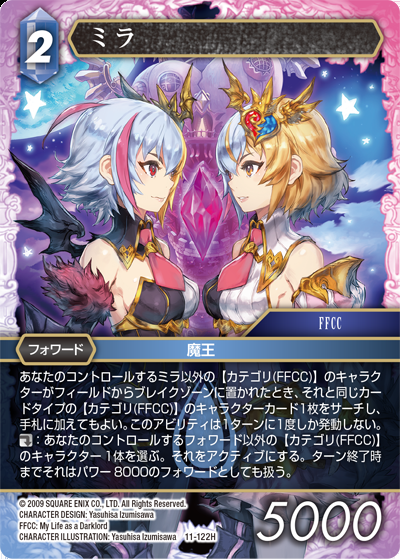 2
ミラ
FFCC
フォワード
魔王
あなたのコントロールするミラ以外の【カテゴリ(FFCC)】のキャラク
ターがフィールドからブレイクゾーンに置かれたとき、それと同じカー
ドタイプの【カテゴリ(FFCC)】のキャラクターカード1枚をサーチし、
手札に加えてもよい。このアビリティは1ターンに1度しか発動しない。
：あなたのコントロールするフォワード以外の【カテゴリ(FFCC)】
のキャラクター 1体を選ぶ。それをアクティブにする。ターン終了時
までそれはパワー 8000のフォワードとしても扱う。
© 2009 SQUARE ENIX CO., LTD. All Rights Reserved.
CHARACTER DESIGN: Yasuhisa Izumisawa
FFCC: My Life as a Darklord
CHARACTER ILLUSTRATION: Yasuhisa Izumisawa
11-122H
5000